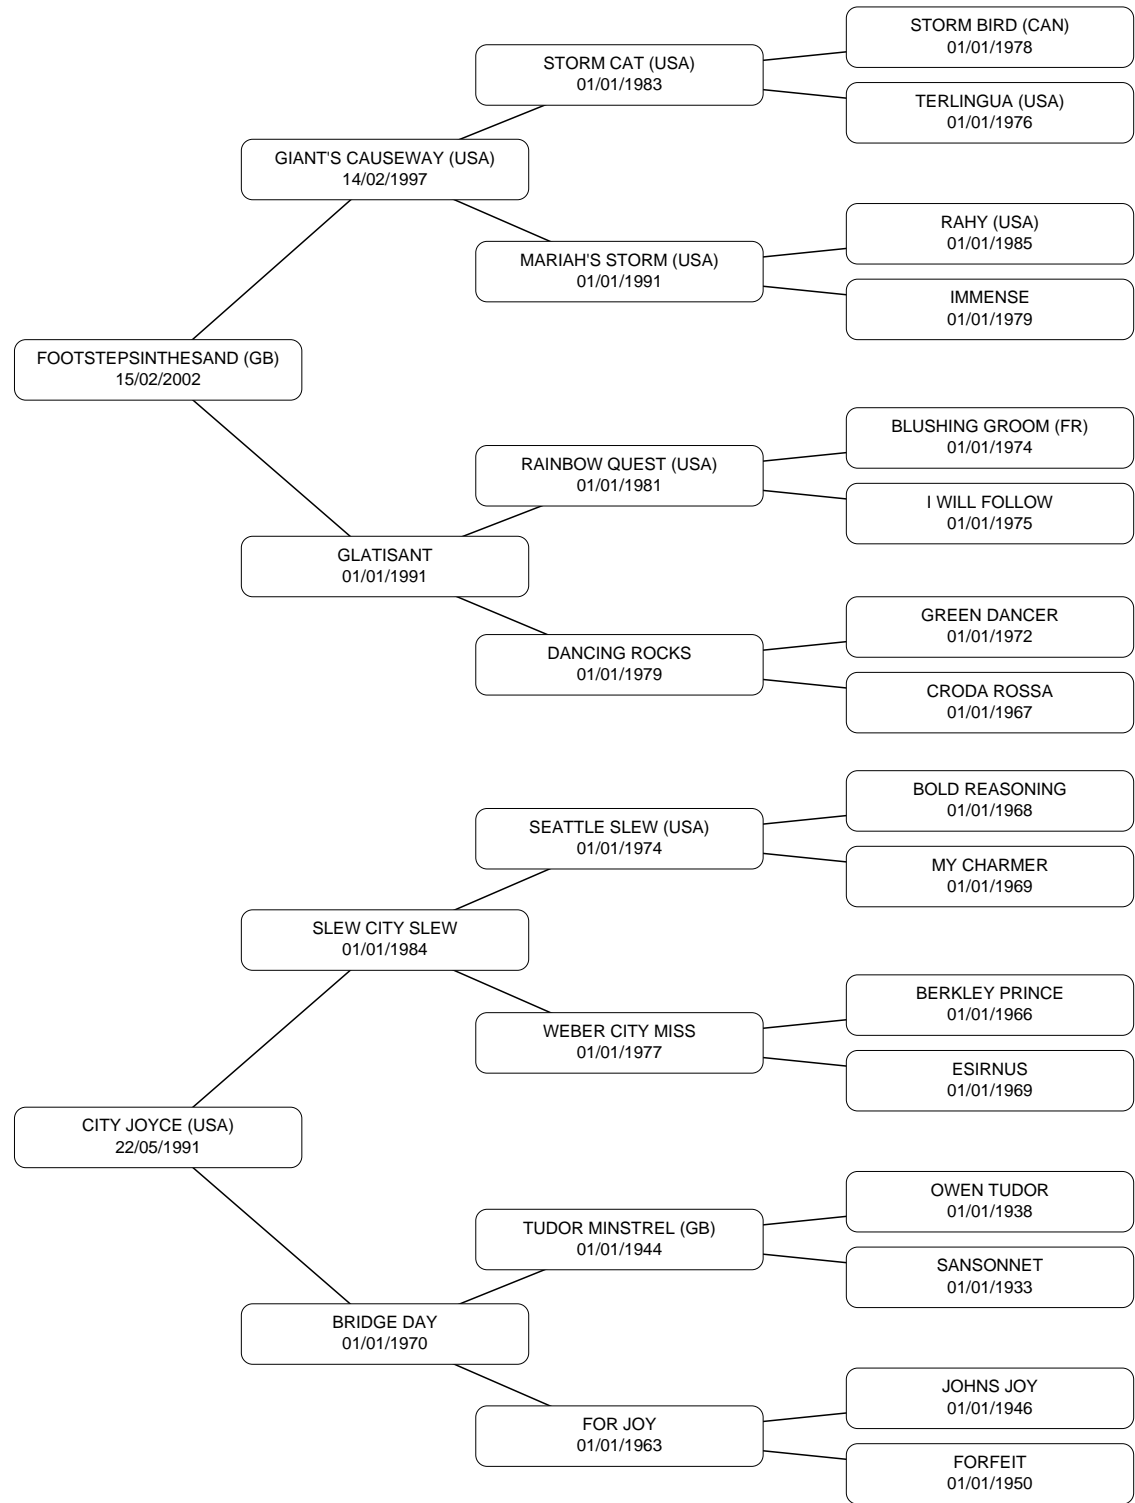 STORM BIRD (CAN)
01/01/1978
STORM CAT (USA)
01/01/1983
TERLINGUA (USA)
01/01/1976
GIANT'S CAUSEWAY (USA)
14/02/1997
RAHY (USA)
01/01/1985
MARIAH'S STORM (USA)
01/01/1991
IMMENSE
01/01/1979
FOOTSTEPSINTHESAND (GB)
15/02/2002
BLUSHING GROOM (FR)
01/01/1974
RAINBOW QUEST (USA)
01/01/1981
I WILL FOLLOW
01/01/1975
GLATISANT
01/01/1991
GREEN DANCER
01/01/1972
DANCING ROCKS
01/01/1979
CRODA ROSSA
01/01/1967
BOLD REASONING
01/01/1968
SEATTLE SLEW (USA)
01/01/1974
MY CHARMER
01/01/1969
SLEW CITY SLEW
01/01/1984
BERKLEY PRINCE
01/01/1966
WEBER CITY MISS
01/01/1977
ESIRNUS
01/01/1969
CITY JOYCE (USA)
22/05/1991
OWEN TUDOR
01/01/1938
TUDOR MINSTREL (GB)
01/01/1944
SANSONNET
01/01/1933
BRIDGE DAY
01/01/1970
JOHNS JOY
01/01/1946
FOR JOY
01/01/1963
FORFEIT
01/01/1950